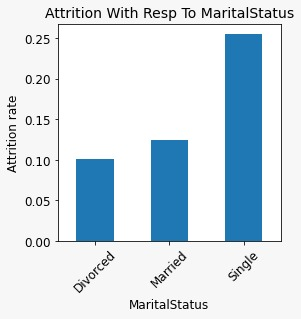 Attrition With Resp To MaritalStatus
0.25
0.20
0.15
0.10
0.05
0.00
Attrition rate
Divorced
Married
Single
MaritalStatus